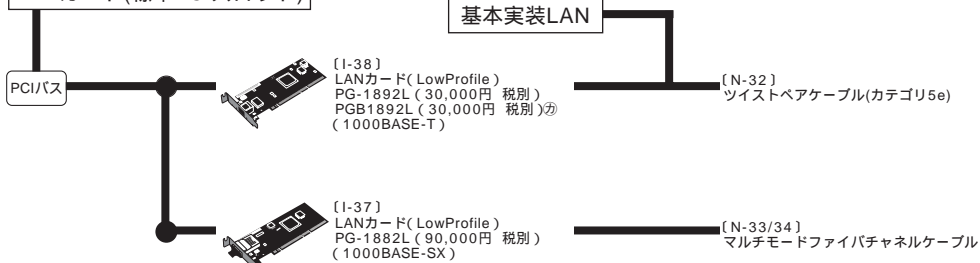 基本実装LAN
PCIバス
〔I-38〕
LANカード(LowProfile)
PG-1892L(30,000円 税別)
PGB1892L(30,000円 税別)㋕
(1000BASE-T)
〔N-32〕
ツイストペアケーブル(カテゴリ5e)
〔I-37〕
LANカード(LowProfile)
PG-1882L(90,000円 税別)
(1000BASE-SX)
〔N-33/34〕
マルチモードファイバチャネルケーブル